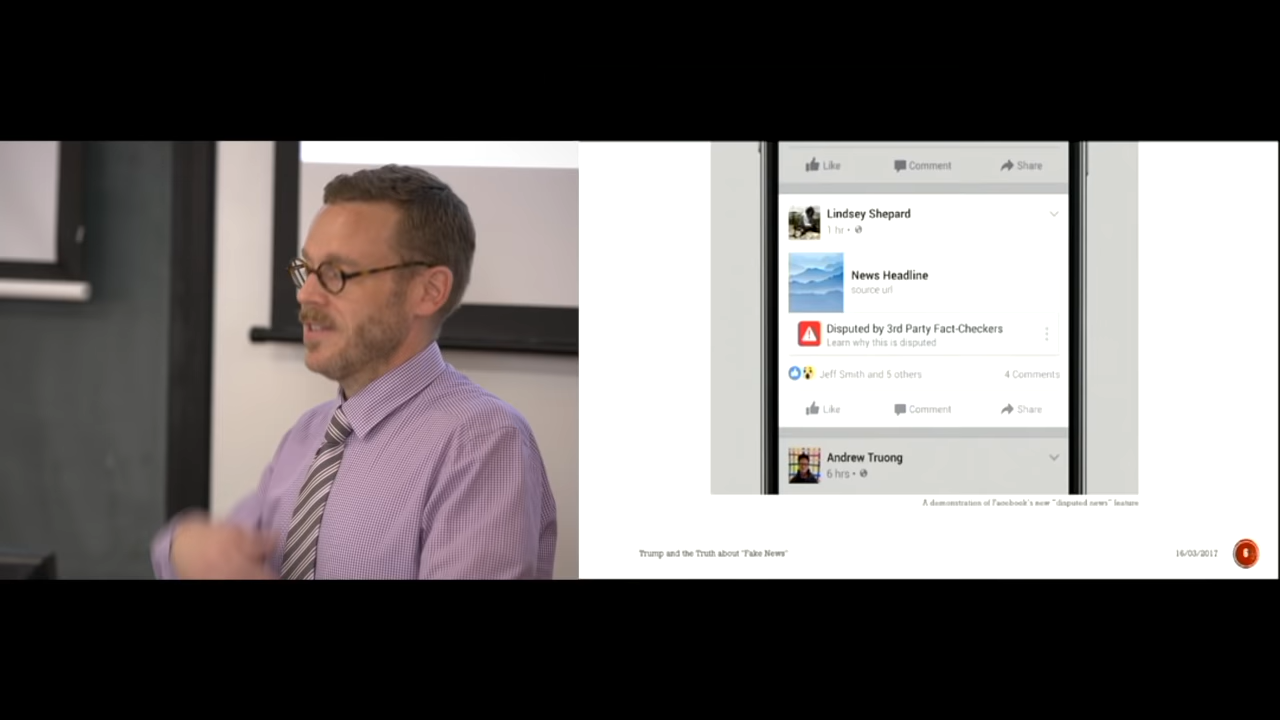 Like Comment Share
Lindsey Shepard
1 hr
News Headline
source url
Disputed by 3rd Party Fact-Checkers
Learn why this is disputed
Jeff Smith and 5 others 4 Comments
Like Comment Share
Andrew Truong
6 hrs
A demonstration of Facebook's new "disputed news" feature
Trump and the Truth about "Fake News" 16/03/2017 6